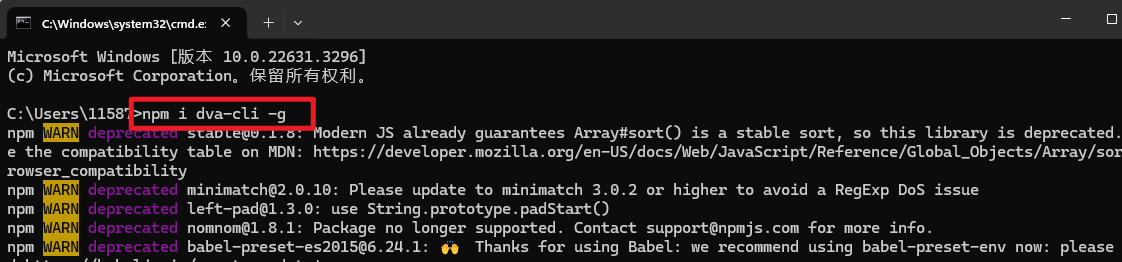 C:\Windows\system32\cmd.e
Microsoft Windows [版本 10.0.22631.3296]
(c) Microsoft Corporation。保留所有权利。
C:\Users\11587>npm i dva-cli -g
npm WARN deprecated stable@0.1.8: Modern JS already guarantees Array#sort() is a stable sort, so this library is deprecated.
e the compatibility table on MDN: https://developer.mozilla.org/en-US/docs/Web/JavaScript/Reference/Global_Objects/Array/sor
rowser_compatibility
npm WARN deprecated minimatch@2.0.10: Please update to minimatch 3.0.2 or higher to avoid a RegExp DoS issue
npm WARN deprecated left-pad@1.3.0: use String.prototype.padStart()
npm WARN deprecated nomnom@1.8.1: Package no longer supported. Contact support@npmjs.com for more info.
npm WARN deprecated babel-preset-es2015@6.24.1: 🙌 Thanks for using Babel: we recommend using babel-preset-env now: please